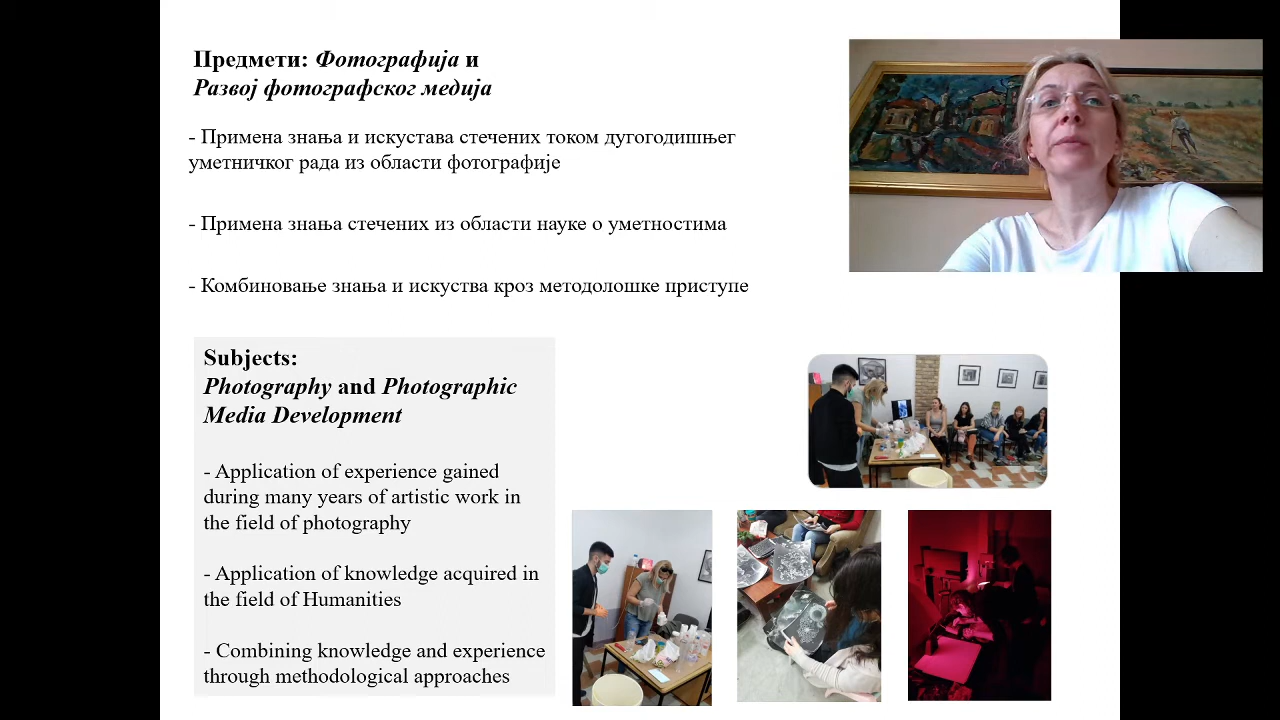 Предмети: Фотографија и
Развој фотографског медија
- Примена знања и искустава стечених током дугогодишњег
уметничког рада из области фотографије
- Примена знања стечених из области науке о уметностима
- Комбиновање знања и искуства кроз методолошке приступе
Subjects:
Photography and Photographic
Media Development
- Application of experience gained
during many years of artistic work in
the field of photography
- Application of knowledge acquired in
the field of Humanities
- Combining knowledge and experience
through methodological approaches